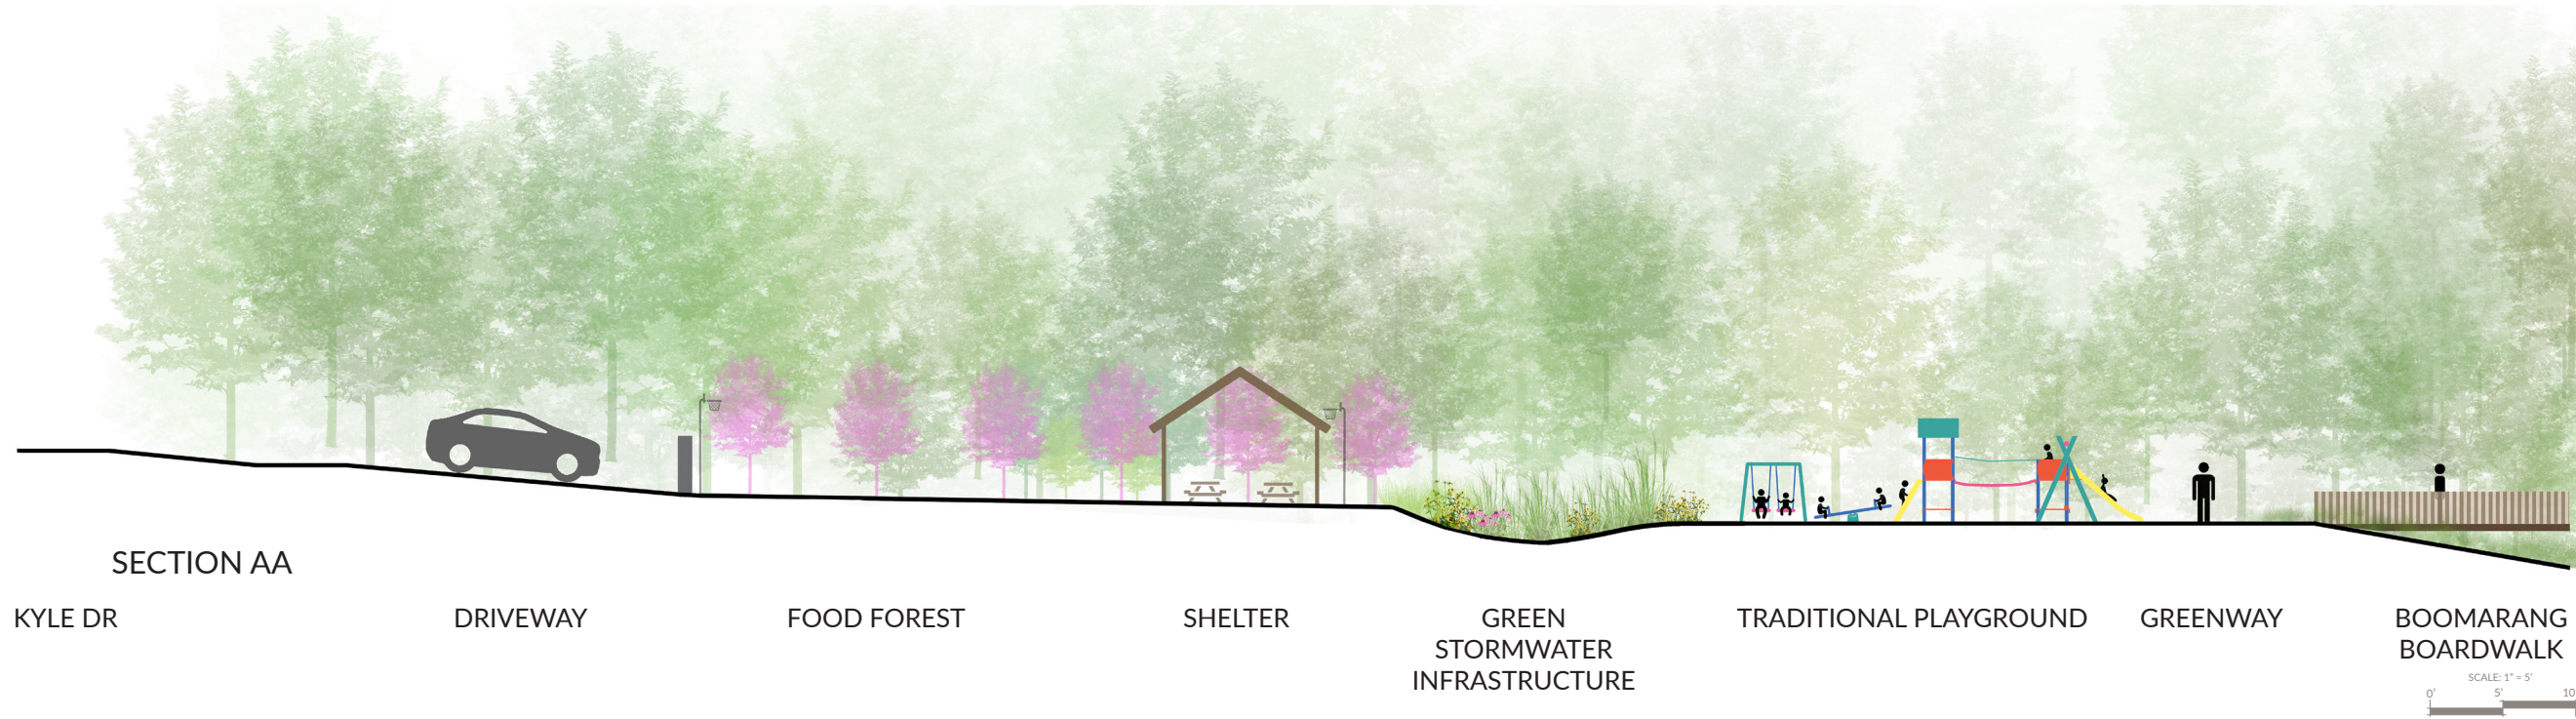 SECTION AA
KYLE DR
DRIVEWAY
FOOD FOREST
SHELTER
GREEN
STORMWATER
INFRASTRUCTURE
TRADITIONAL PLAYGROUND
GREENWAY
BOOMARANG
BOARDWALK
SCALE: 1" = 5'
0' 5' 10